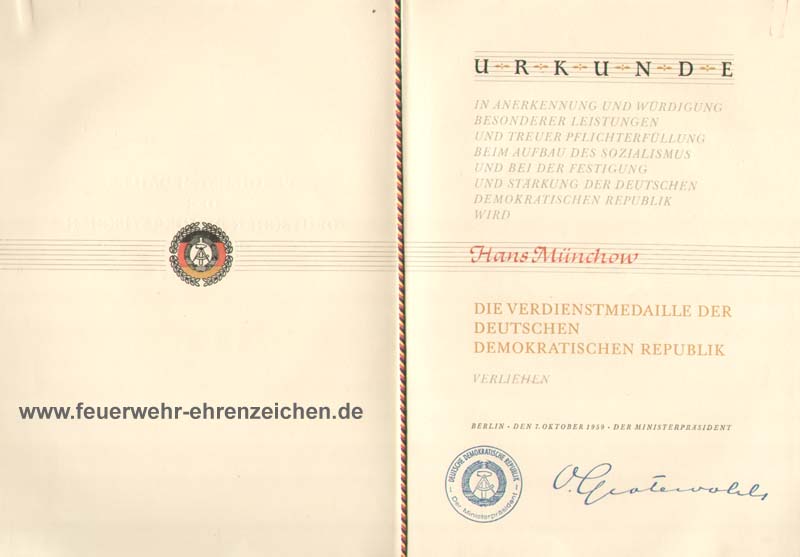 www.feuerwehr-ehrenzeichen.de
URKUNDE
IN ANERKENNUNG UND WÜRDIGUNG
BESONDERER LEISTUNGEN
UND TREUER PFLICHTERFÜLLUNG
BEIM AUFBAU DES SOZIALISMUS
UND BEI DER FESTIGUNG
UND STÄRKUNG DER DEUTSCHEN
DEMOKRATISCHEN REPUBLIK
WIRD
Hans Münchow
DIE VERDIENSTMEDAILLE DER
DEUTSCHEN
DEMOKRATISCHEN REPUBLIK
VERLIEHEN
BERLIN · DEN 7. OKTOBER 1959 · DER MINISTERPRÄSIDENT
DEUTSCHE DEMOKRATISCHE REPUBLIK
Der Ministerpräsident
O. Grotewohl